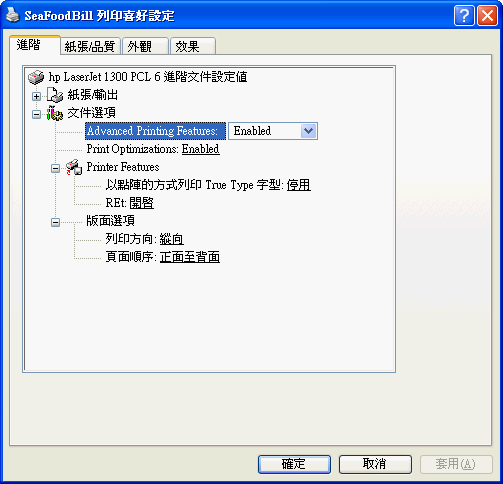 SeaFoodBill 列印喜好設定
進階 紙張/品質 外觀 效果
hp LaserJet 1300 PCL 6 進階文件設定值
紙張/輸出
文件選項
Advanced Printing Features: Enabled
Print Optimizations: Enabled
Printer Features
以點陣的方式列印 True Type 字型: 停用
REt: 開啟
版面選項
列印方向: 縱向
頁面順序: 正面至背面
確定 取消 套用(A)